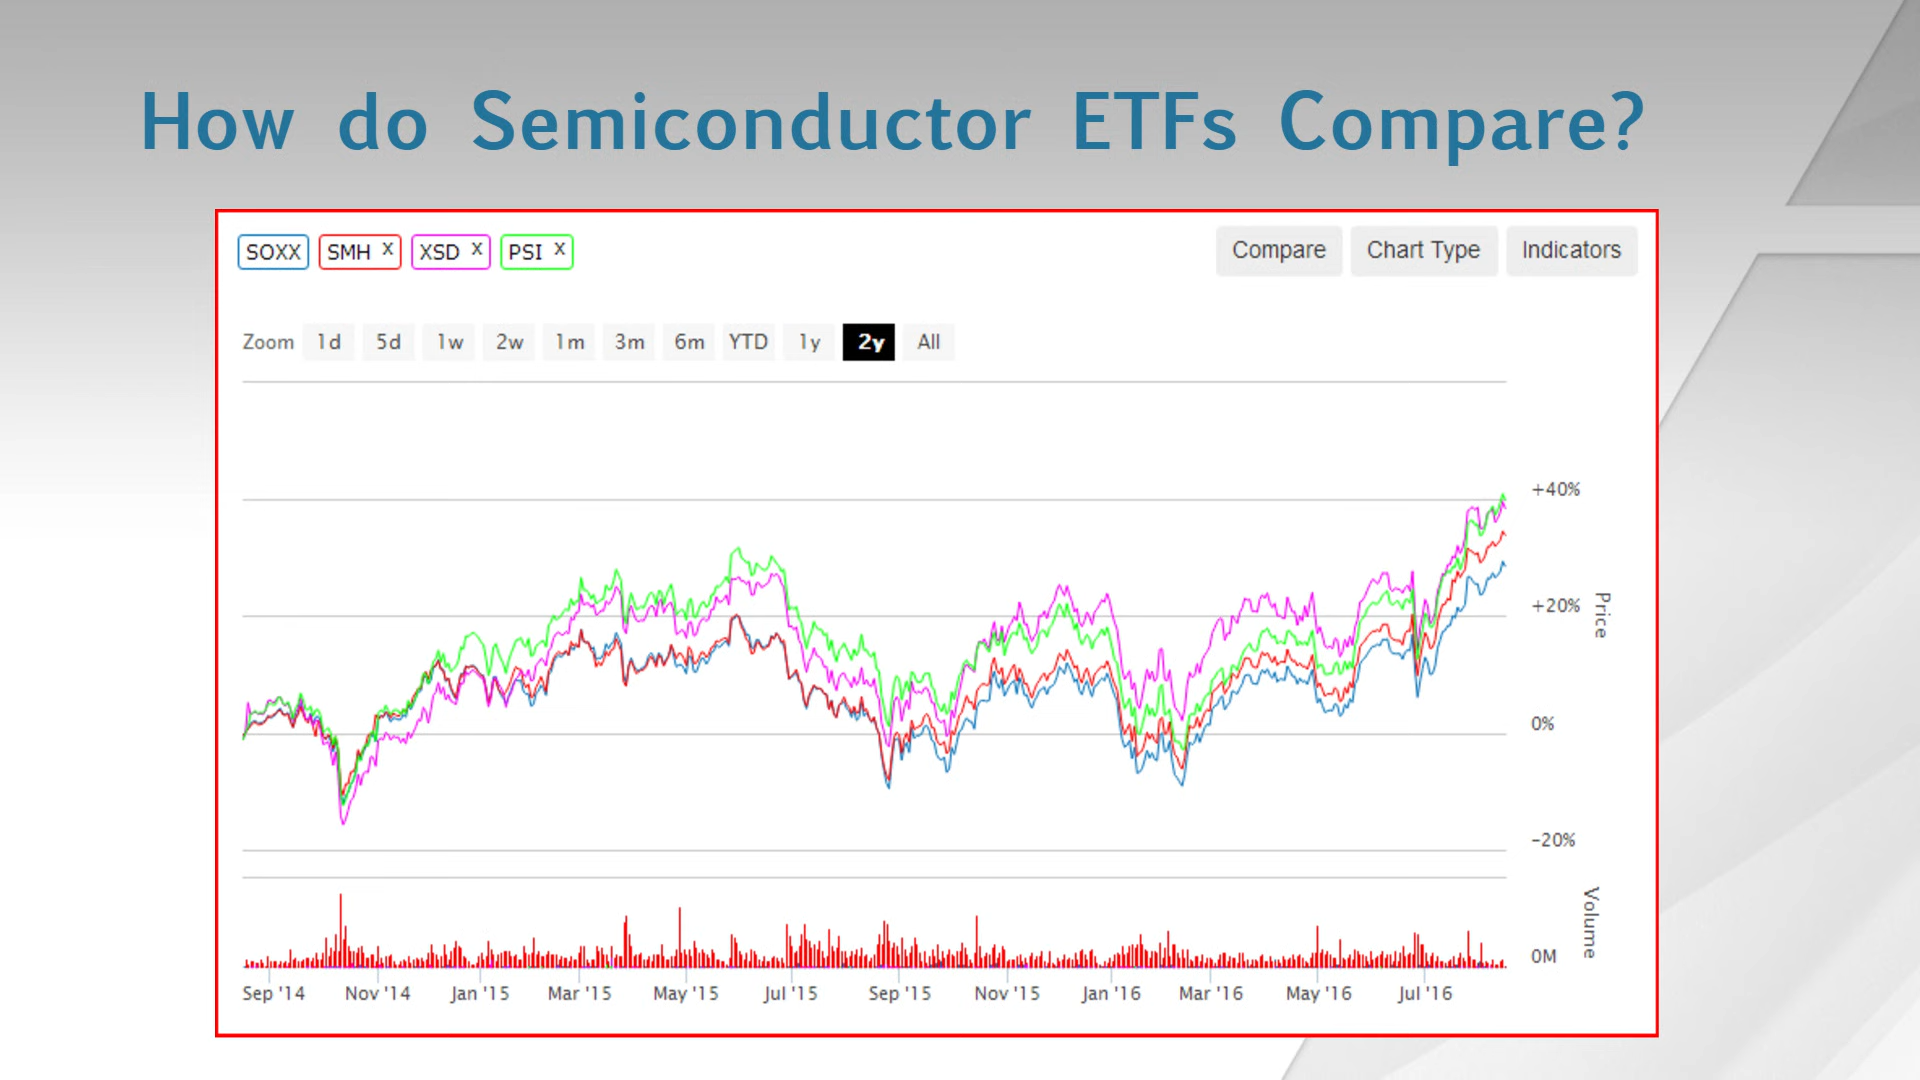 How do Semiconductor ETFs Compare?
SOXX SMH X XSD X PSI X Compare Chart Type Indicators
Zoom 1d 5d 1w 2w 1m 3m 6m YTD 1y 2y All
+40%
+20%
Price
0%
-20%
Volume
0M
Sep '14 Nov '14 Jan '15 Mar '15 May '15 Jul '15 Sep '15 Nov '15 Jan '16 Mar '16 May '16 Jul '16